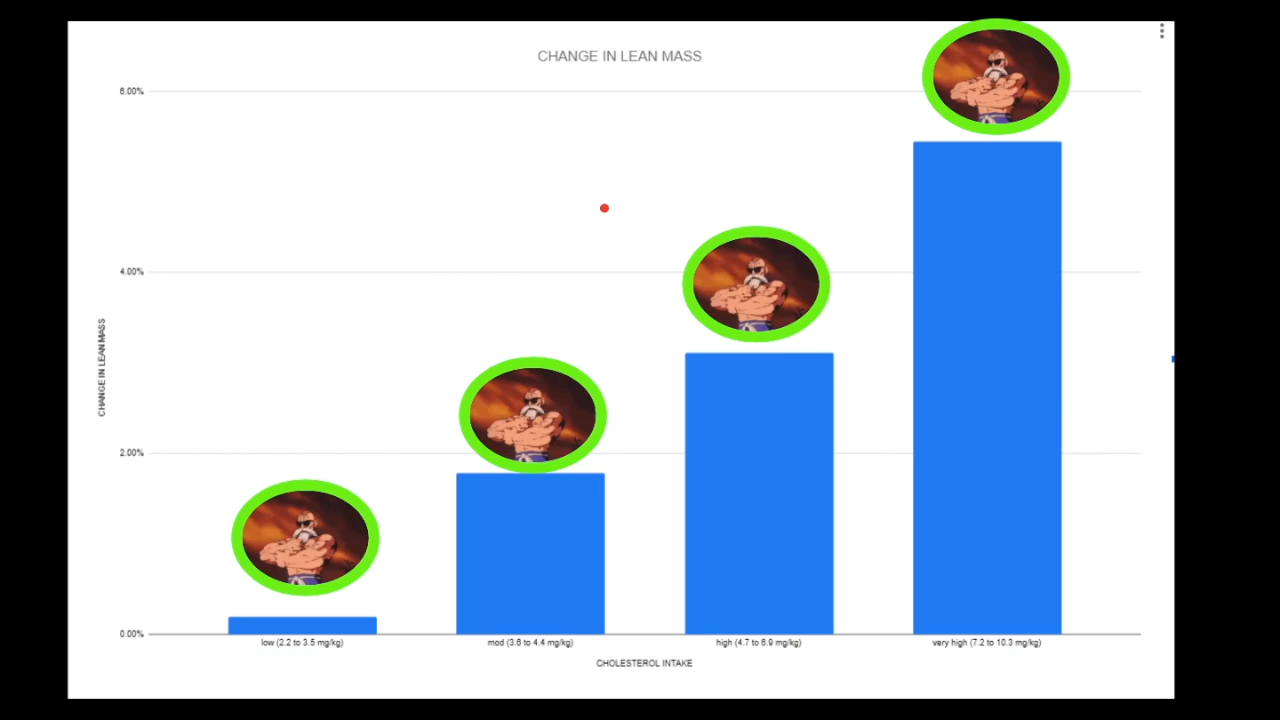 CHANGE IN LEAN MASS
6.00%
4.00%
2.00%
0.00%
CHANGE IN LEAN MASS
low (2.2 to 3.5 mg/kg)
mod (3.6 to 4.4 mg/kg)
high (4.7 to 6.9 mg/kg)
very high (7.2 to 10.3 mg/kg)
CHOLESTEROL INTAKE